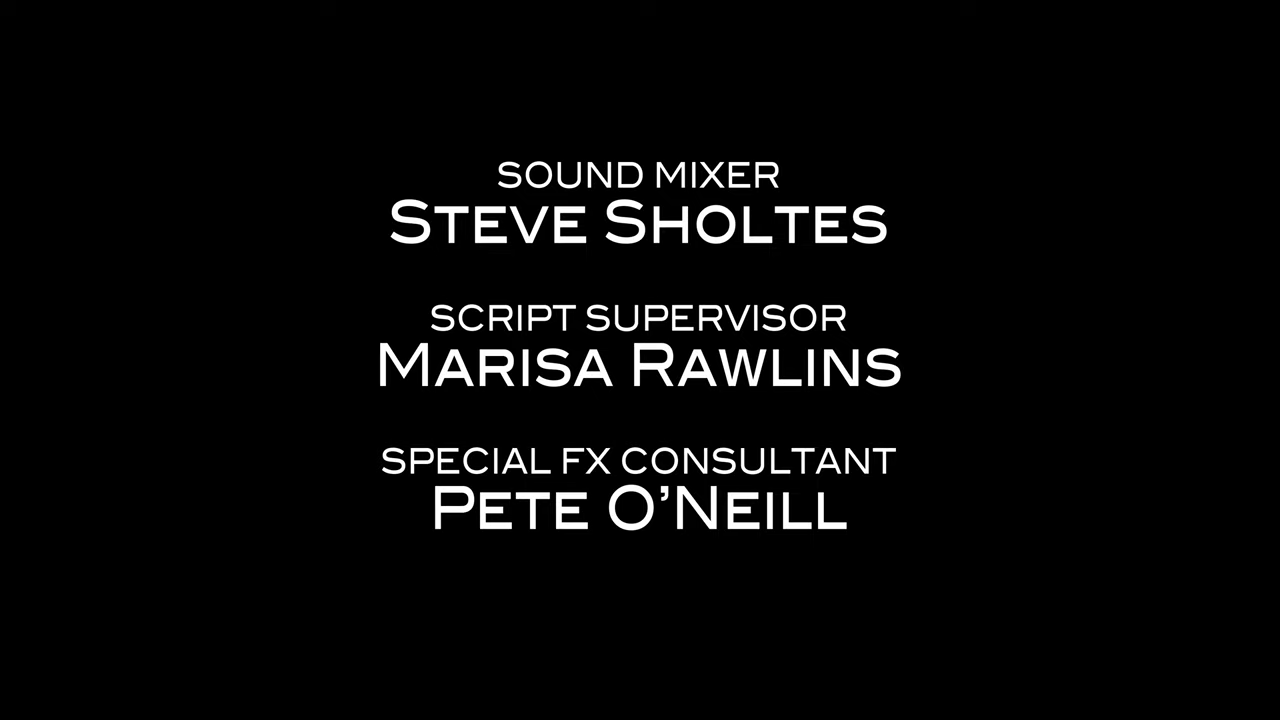 SOUND MIXER
STEVE SHOLTES
SCRIPT SUPERVISOR
MARISA RAWLINS
SPECIAL FX CONSULTANT
PETE O’NEILL